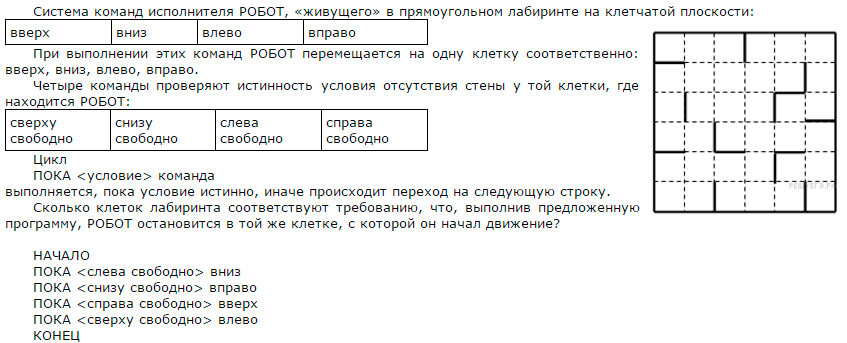 Система команд исполнителя РОБОТ, «живущего» в прямоугольном лабиринте на клетчатой плоскости:
вверх вниз влево вправо
При выполнении этих команд РОБОТ перемещается на одну клетку соответственно:
вверх, вниз, влево, вправо.
Четыре команды проверяют истинность условия отсутствия стены у той клетки, где
находится РОБОТ:
сверху снизу слева справа
свободно свободно свободно свободно
Цикл
ПОКА <условие> команда
выполняется, пока условие истинно, иначе происходит переход на следующую строку.
Сколько клеток лабиринта соответствуют требованию, что, выполнив предложенную
программу, РОБОТ остановится в той же клетке, с которой он начал движение?
НАЧАЛО
ПОКА <слева свободно> вниз
ПОКА <снизу свободно> вправо
ПОКА <справа свободно> вверх
ПОКА <сверху свободно> влево
КОНЕЦ